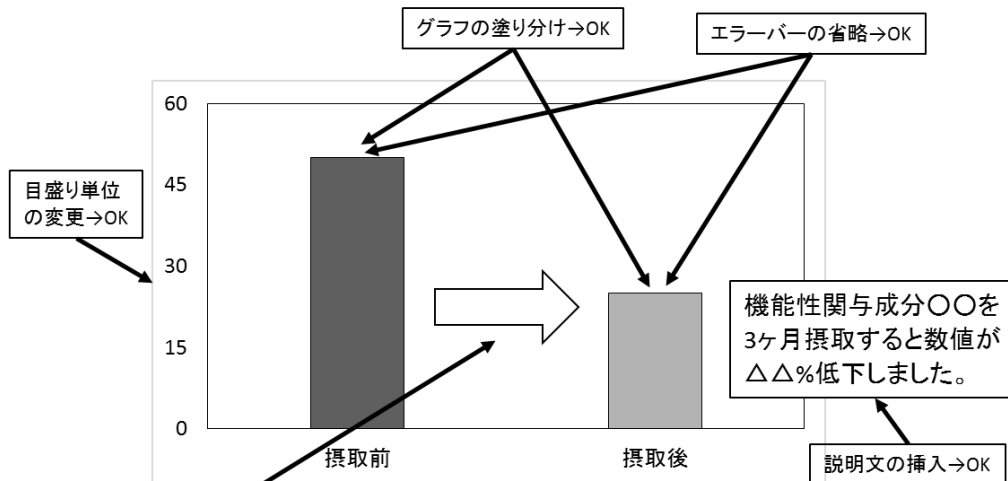 グラフの塗り分け→OK
エラーバーの省略→OK
目盛り単位
の変更→OK
60
45
30
15
0
摂取前
摂取後
機能性関与成分〇〇を
3ヶ月摂取すると数値が
△△%低下しました。
説明文の挿入→OK